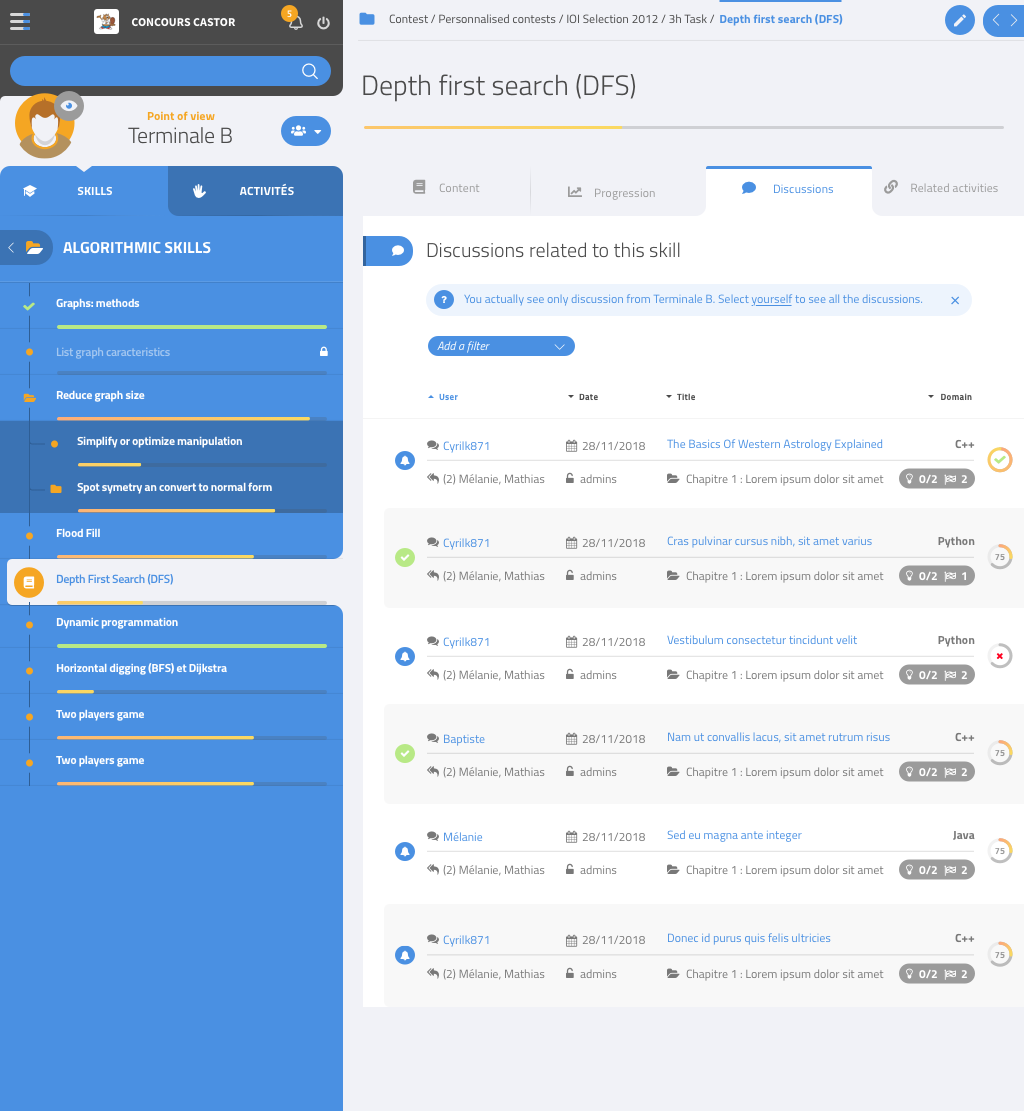 CONCOURS CASTOR
5
Point of view
Terminale B
SKILLS
ACTIVITÉS
ALGORITHMIC SKILLS
Graphs: methods
List graph caracteristics
Reduce graph size
Simplify or optimize manipulation
Spot symetry an convert to normal form
Flood Fill
Depth First Search (DFS)
Dynamic programmation
Horizontal digging (BFS) et Dijkstra
Two players game
Two players game
Contest / Personnalised contests / IOI Selection 2012 / 3h Task / Depth first search (DFS)
Depth first search (DFS)
Content
Progression
Discussions
Related activities
Discussions related to this skill
? You actually see only discussion from Terminale B. Select yourself to see all the discussions.
Add a filter
User Date Title Domain
Cyrilk871 28/11/2018 The Basics Of Western Astrology Explained C++
(2) Mélanie, Mathias admins Chapitre 1 : Lorem ipsum dolor sit amet 0/2 2
Cyrilk871 28/11/2018 Cras pulvinar cursus nibh, sit amet varius Python
75
(2) Mélanie, Mathias admins Chapitre 1 : Lorem ipsum dolor sit amet 0/2 1
Cyrilk871 28/11/2018 Vestibulum consectetur tincidunt velit Python
(2) Mélanie, Mathias admins Chapitre 1 : Lorem ipsum dolor sit amet 0/2 2
Baptiste 28/11/2018 Nam ut convallis lacus, sit amet rutrum risus C++
75
(2) Mélanie, Mathias admins Chapitre 1 : Lorem ipsum dolor sit amet 0/2 2
Mélanie 28/11/2018 Sed eu magna ante integer Java
75
(2) Mélanie, Mathias admins Chapitre 1 : Lorem ipsum dolor sit amet 0/2 2
Cyrilk871 28/11/2018 Donec id purus quis felis ultricies C++
75
(2) Mélanie, Mathias admins Chapitre 1 : Lorem ipsum dolor sit amet 0/2 2